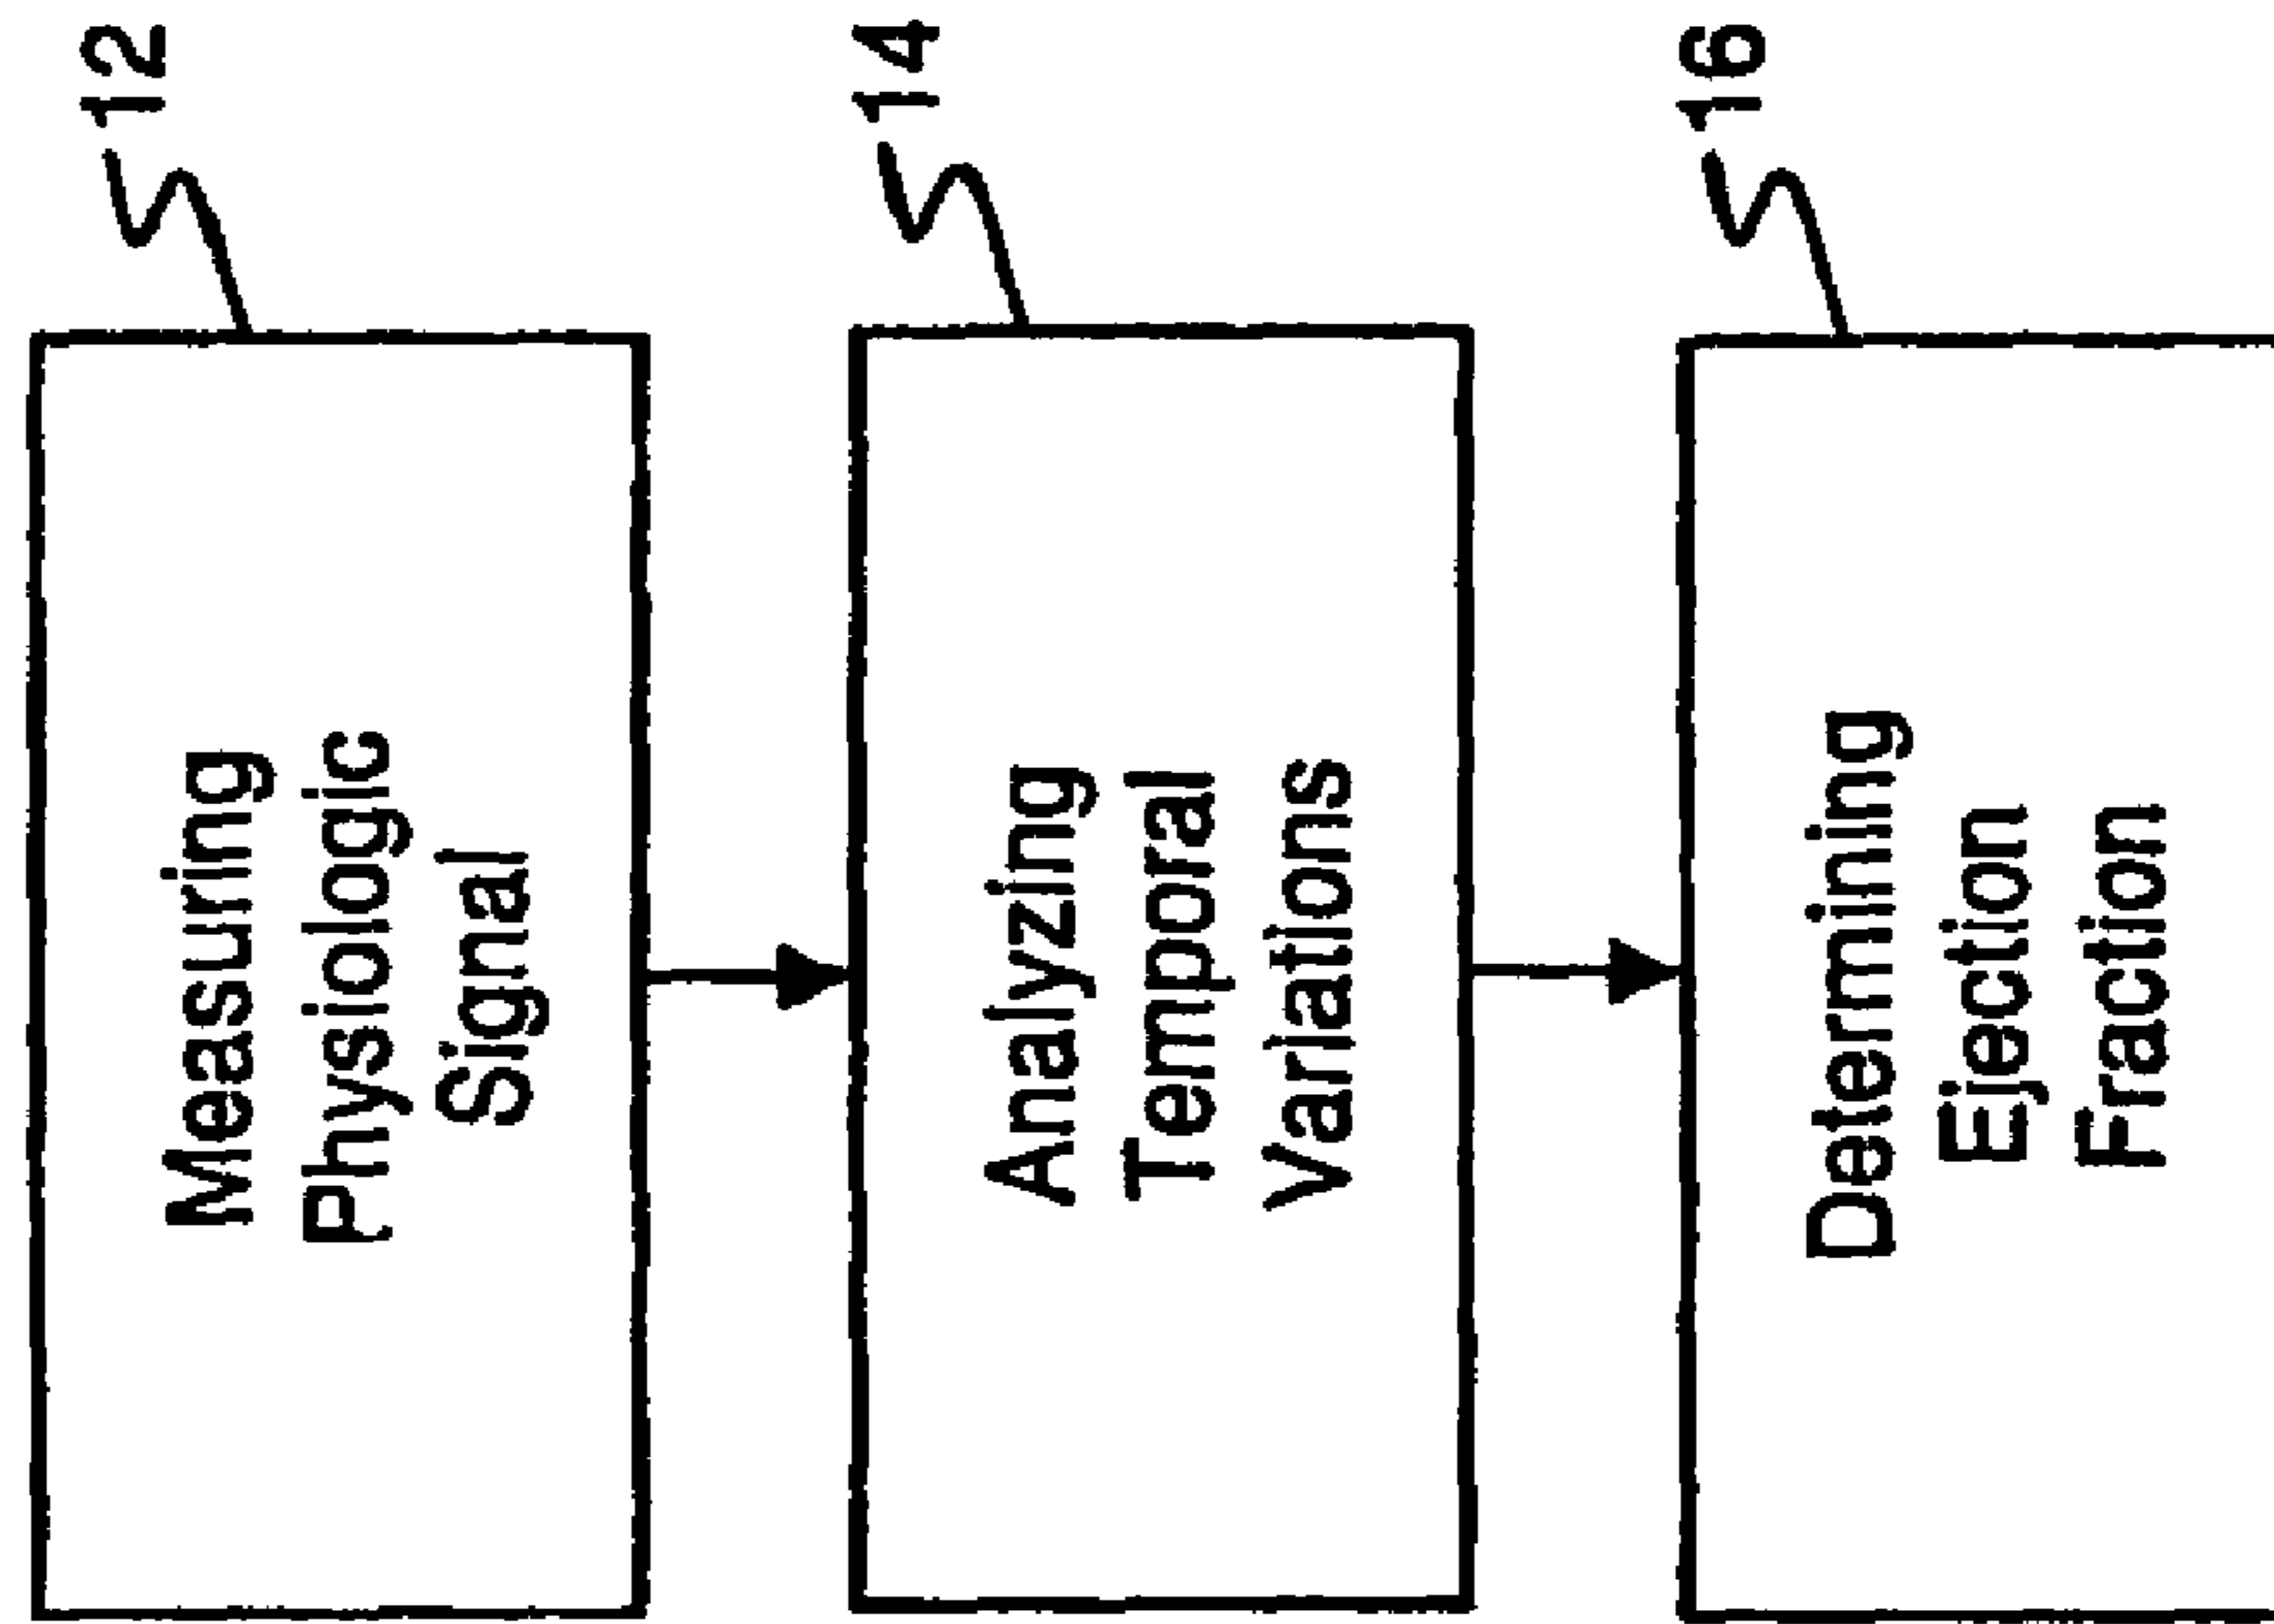 12
Measuring
Physiologic
Signal
14
Analyzing
Temporal
Variations
16
Determining
Ejection
Fraction